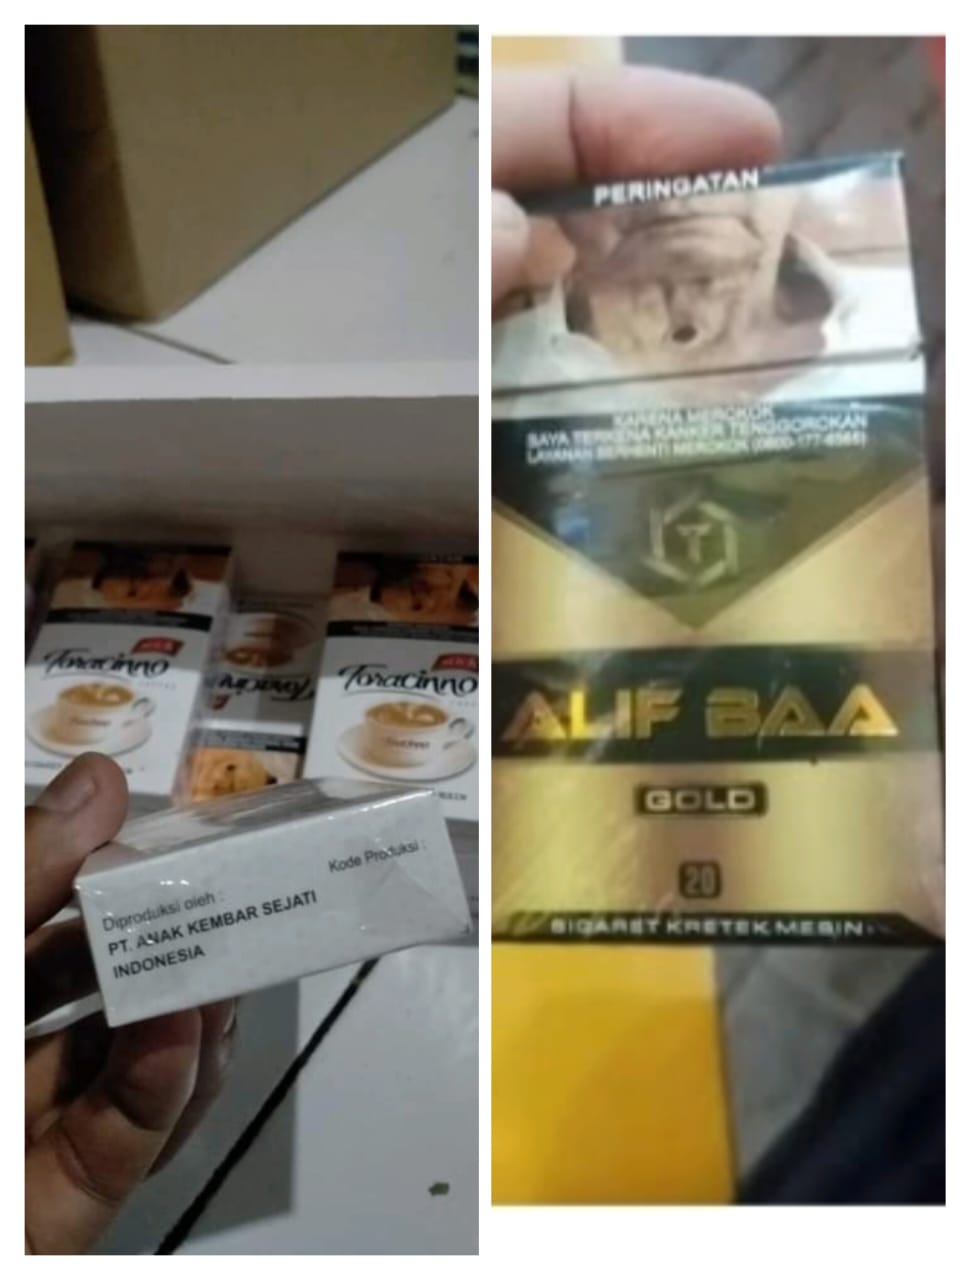 Toracinno
Toracinno
Toracinno
Diproduksi oleh :
Kode Produksi :
PT. ANAK KEMBAR SEJATI
INDONESIA
PERINGATAN
KARENA MEROKOK
SAYA TERKENA KANKER TENGGOROKAN
LAYANAN BERHENTI MEROKOK (0800-177-6565)
T
ALIF BAA
GOLD
20
SIGARET KRETEK MESIN